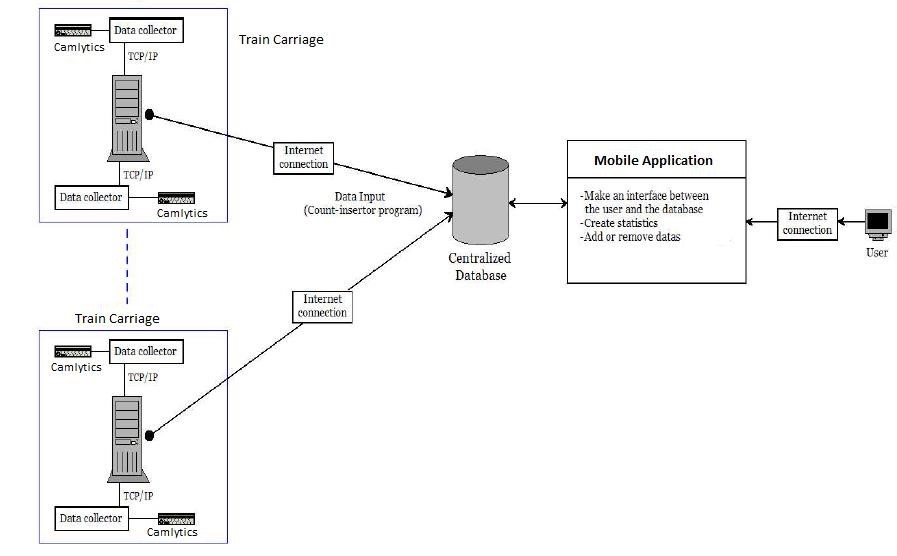 Data collector
Camlytics
TCP/IP
Train Carriage
TCP/IP
Data collector
Camlytics
Internet
connection
Data Input
(Count-insertor program)
Centralized
Database
Mobile Application
-Make an interface between
the user and the database
-Create statistics
-Add or remove datas
Internet
connection
User
Internet
connection
Train Carriage
Data collector
Camlytics
TCP/IP
TCP/IP
Data collector
Camlytics